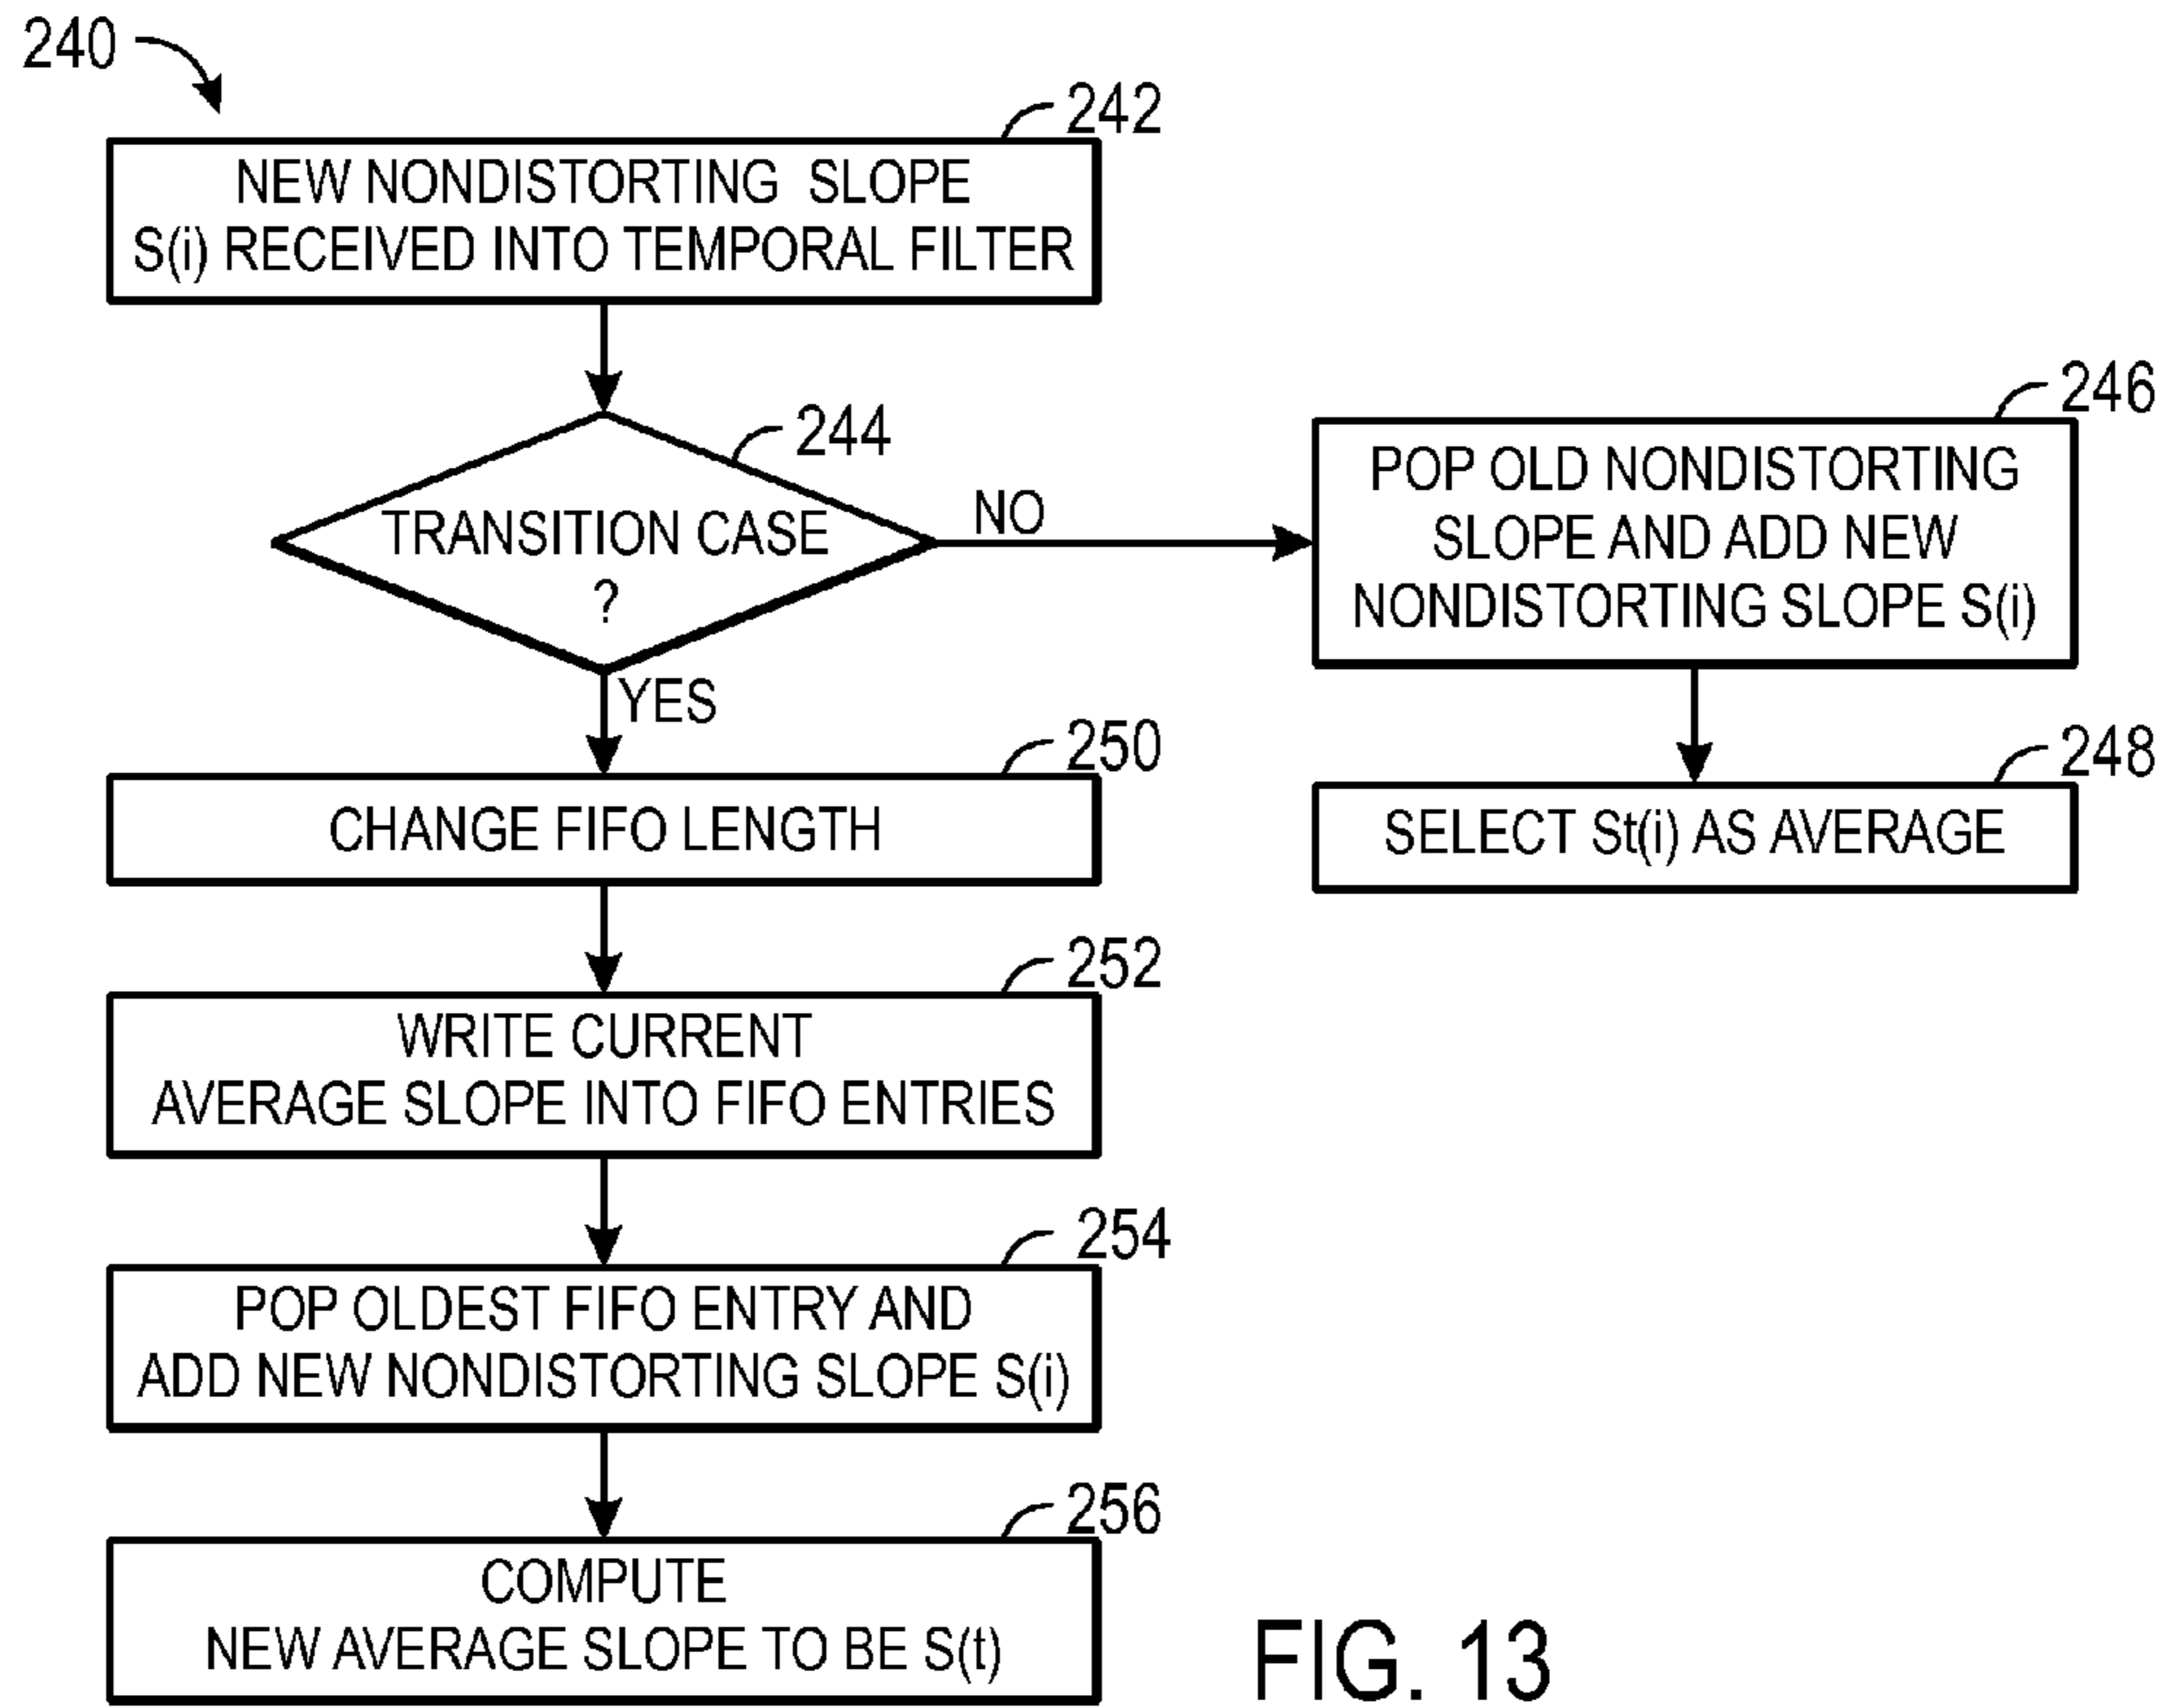 240
242
NEW NONDISTORTING SLOPE
S(i) RECEIVED INTO TEMPORAL FILTER
244
TRANSITION CASE
?
NO
YES
246
POP OLD NONDISTORTING
SLOPE AND ADD NEW
NONDISTORTING SLOPE S(i)
248
SELECT St(i) AS AVERAGE
250
CHANGE FIFO LENGTH
252
WRITE CURRENT
AVERAGE SLOPE INTO FIFO ENTRIES
254
POP OLDEST FIFO ENTRY AND
ADD NEW NONDISTORTING SLOPE S(i)
256
COMPUTE
NEW AVERAGE SLOPE TO BE S(t)
FIG. 13